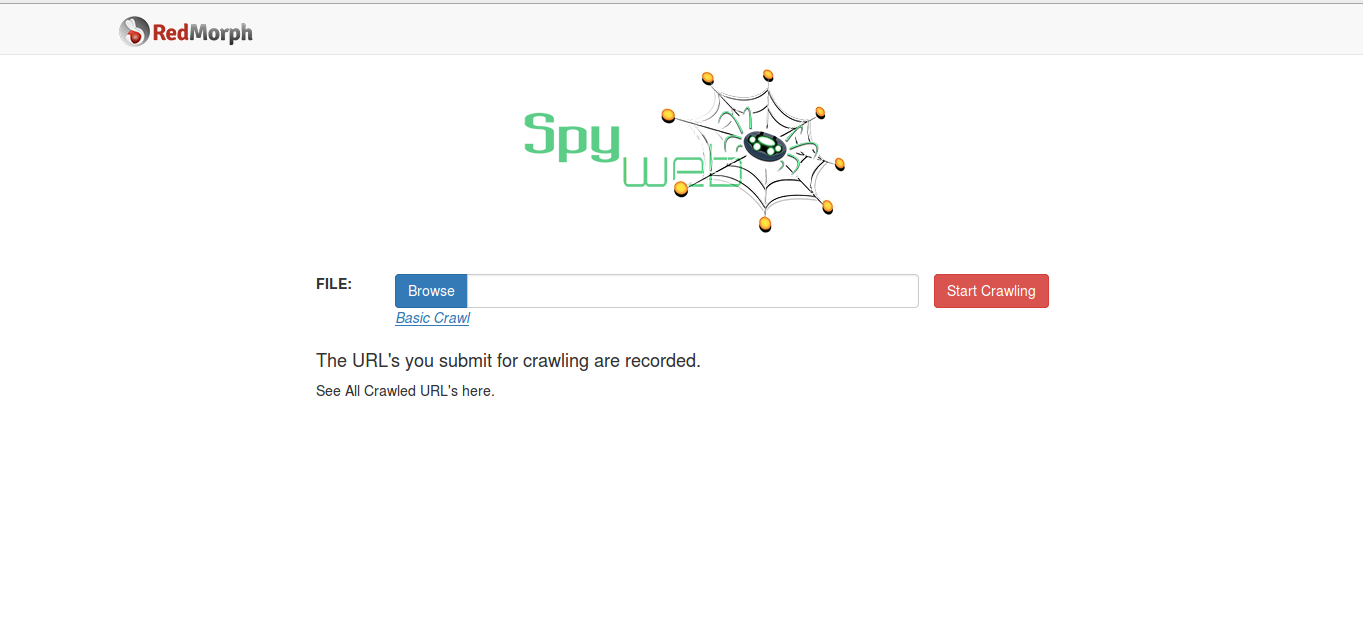 RedMorph
Spy
web
FILE:
Browse
Start Crawling
Basic Crawl
The URL's you submit for crawling are recorded.
See All Crawled URL's here.